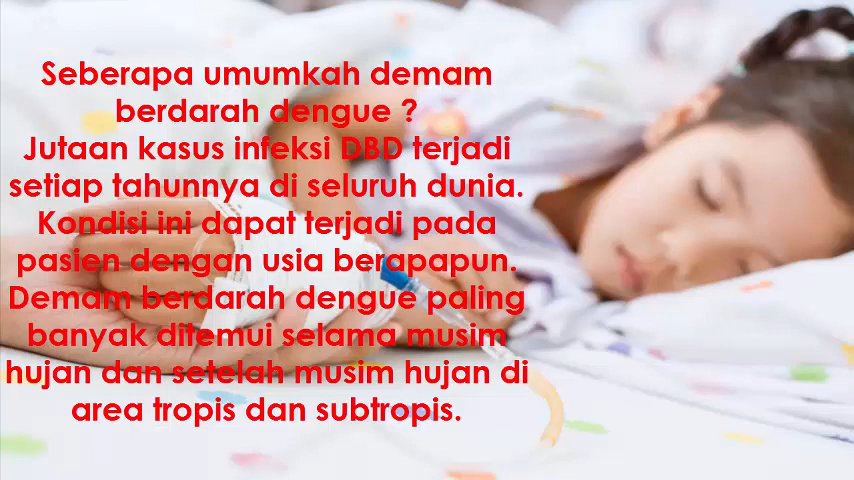 Seberapa umumkah demam
berdarah dengue ?
Jutaan kasus infeksi DBD terjadi
setiap tahunnya di seluruh dunia.
Kondisi ini dapat terjadi pada
pasien dengan usia berapapun.
Demam berdarah dengue paling
banyak ditemui selama musim
hujan dan setelah musim hujan di
area tropis dan subtropis.